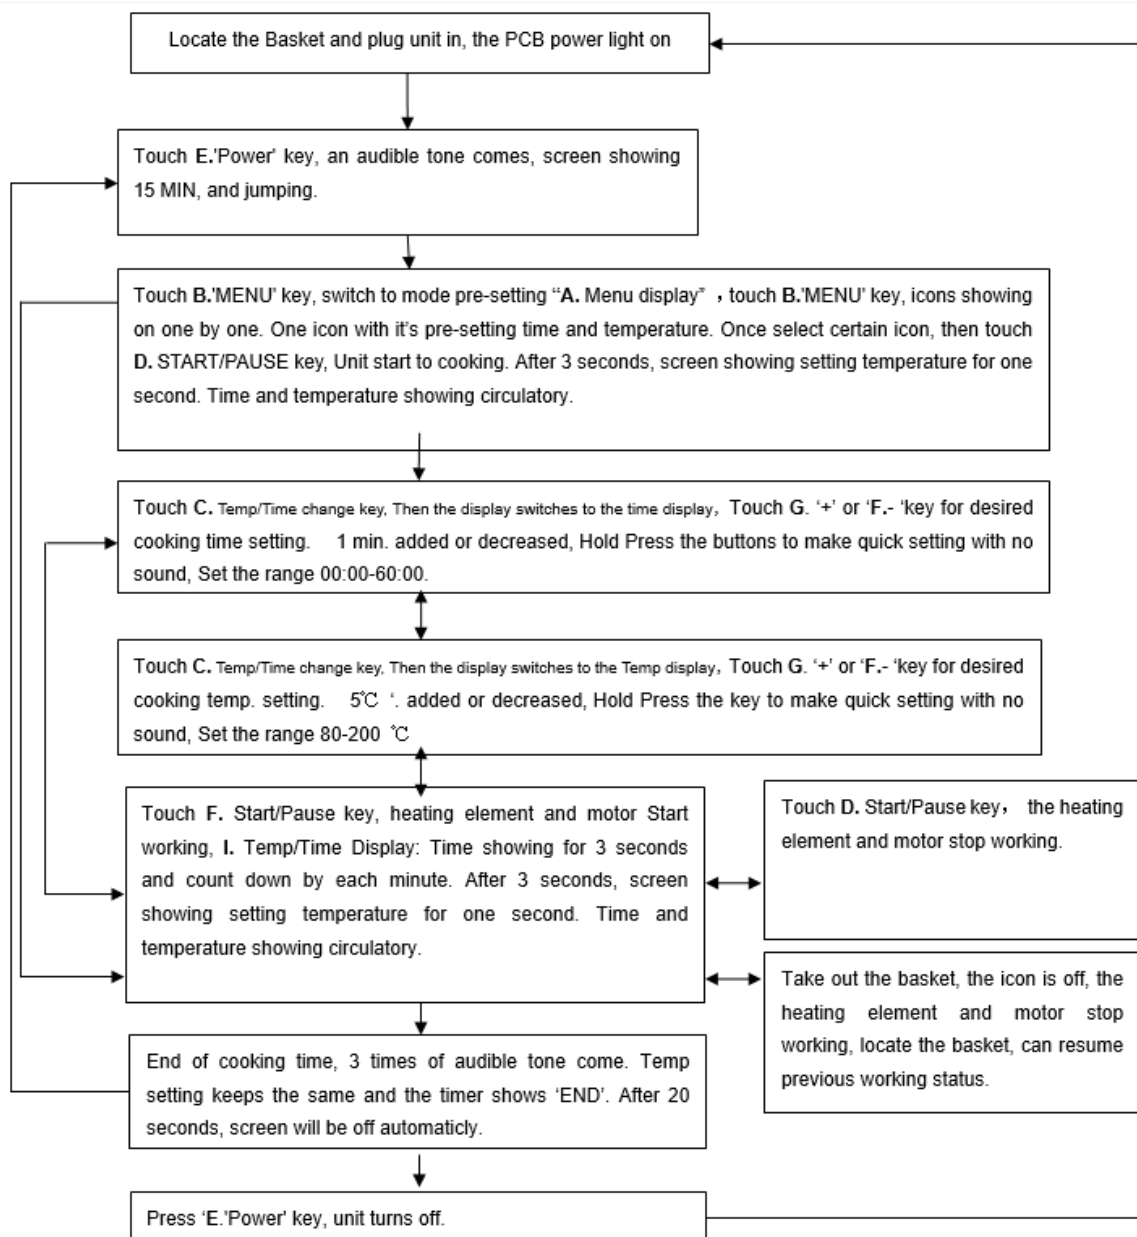 Locate the Basket and plug unit in, the PCB power light on
Touch E.'Power' key, an audible tone comes, screen showing
15 MIN, and jumping.
Touch B.'MENU' key, switch to mode pre-setting “A. Menu display” ，touch B.'MENU' key, icons showing
on one by one. One icon with it's pre-setting time and temperature. Once select certain icon, then touch
D. START/PAUSE key, Unit start to cooking. After 3 seconds, screen showing setting temperature for one
second. Time and temperature showing circulatory.
Touch C. Temp/Time change key, Then the display switches to the time display, Touch G. ‘+’ or ‘F.- ‘key for desired
cooking time setting. 1 min. added or decreased, Hold Press the buttons to make quick setting with no
sound, Set the range 00:00-60:00.
Touch C. Temp/Time change key, Then the display switches to the Temp display, Touch G. ‘+’ or ‘F.- ‘key for desired
cooking temp. setting. 5℃ ‘. added or decreased, Hold Press the key to make quick setting with no
sound, Set the range 80-200 ℃
Touch F. Start/Pause key, heating element and motor Start
working, I. Temp/Time Display: Time showing for 3 seconds
and count down by each minute. After 3 seconds, screen
showing setting temperature for one second. Time and
temperature showing circulatory.
Touch D. Start/Pause key， the heating
element and motor stop working.
Take out the basket, the icon is off, the
heating element and motor stop
working, locate the basket, can resume
previous working status.
End of cooking time, 3 times of audible tone come. Temp
setting keeps the same and the timer shows ‘END’. After 20
seconds, screen will be off automaticly.
Press ‘E.'Power' key, unit turns off.